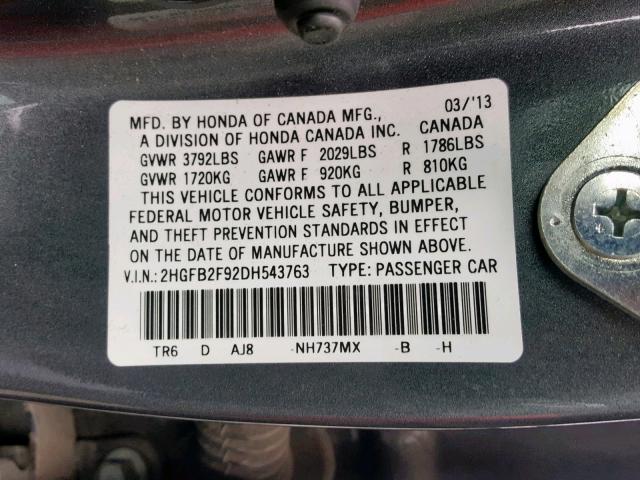 MFD. BY HONDA OF CANADA MFG., 03/'13
A DIVISION OF HONDA CANADA INC. CANADA
GVWR 3792LBS GAWR F 2029LBS R 1786LBS
GVWR 1720KG GAWR F 920KG R 810KG
THIS VEHICLE CONFORMS TO ALL APPLICABLE
FEDERAL MOTOR VEHICLE SAFETY, BUMPER,
AND THEFT PREVENTION STANDARDS IN EFFECT
ON THE DATE OF MANUFACTURE SHOWN ABOVE.
V.I.N.: 2HGFB2F92DH543763 TYPE: PASSENGER CAR
TR6 D AJ8 -NH737MX -B -H